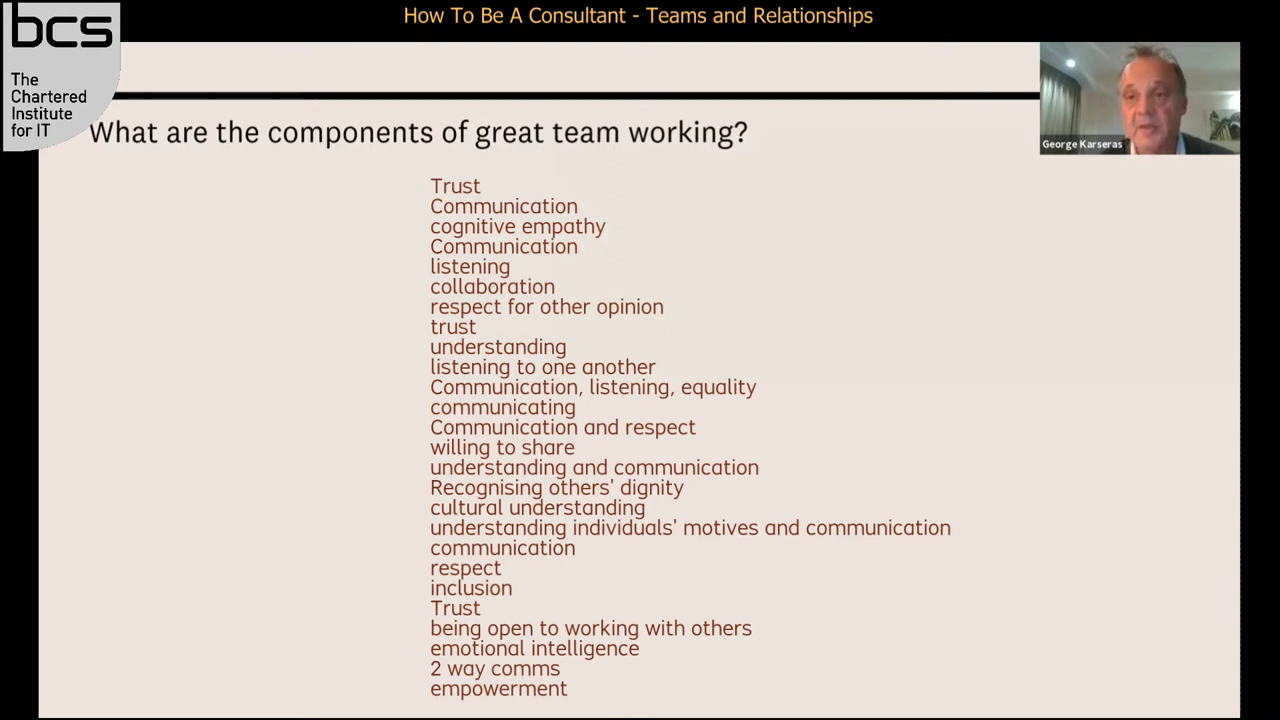 How To Be A Consultant - Teams and Relationships
bcs
The
Chartered
Institute
for IT
George Karseras
What are the components of great team working?
Trust
Communication
cognitive empathy
Communication
listening
collaboration
respect for other opinion
trust
understanding
listening to one another
Communication, listening, equality
communicating
Communication and respect
willing to share
understanding and communication
Recognising others' dignity
cultural understanding
understanding individuals' motives and communication
communication
respect
inclusion
Trust
being open to working with others
emotional intelligence
2 way comms
empowerment